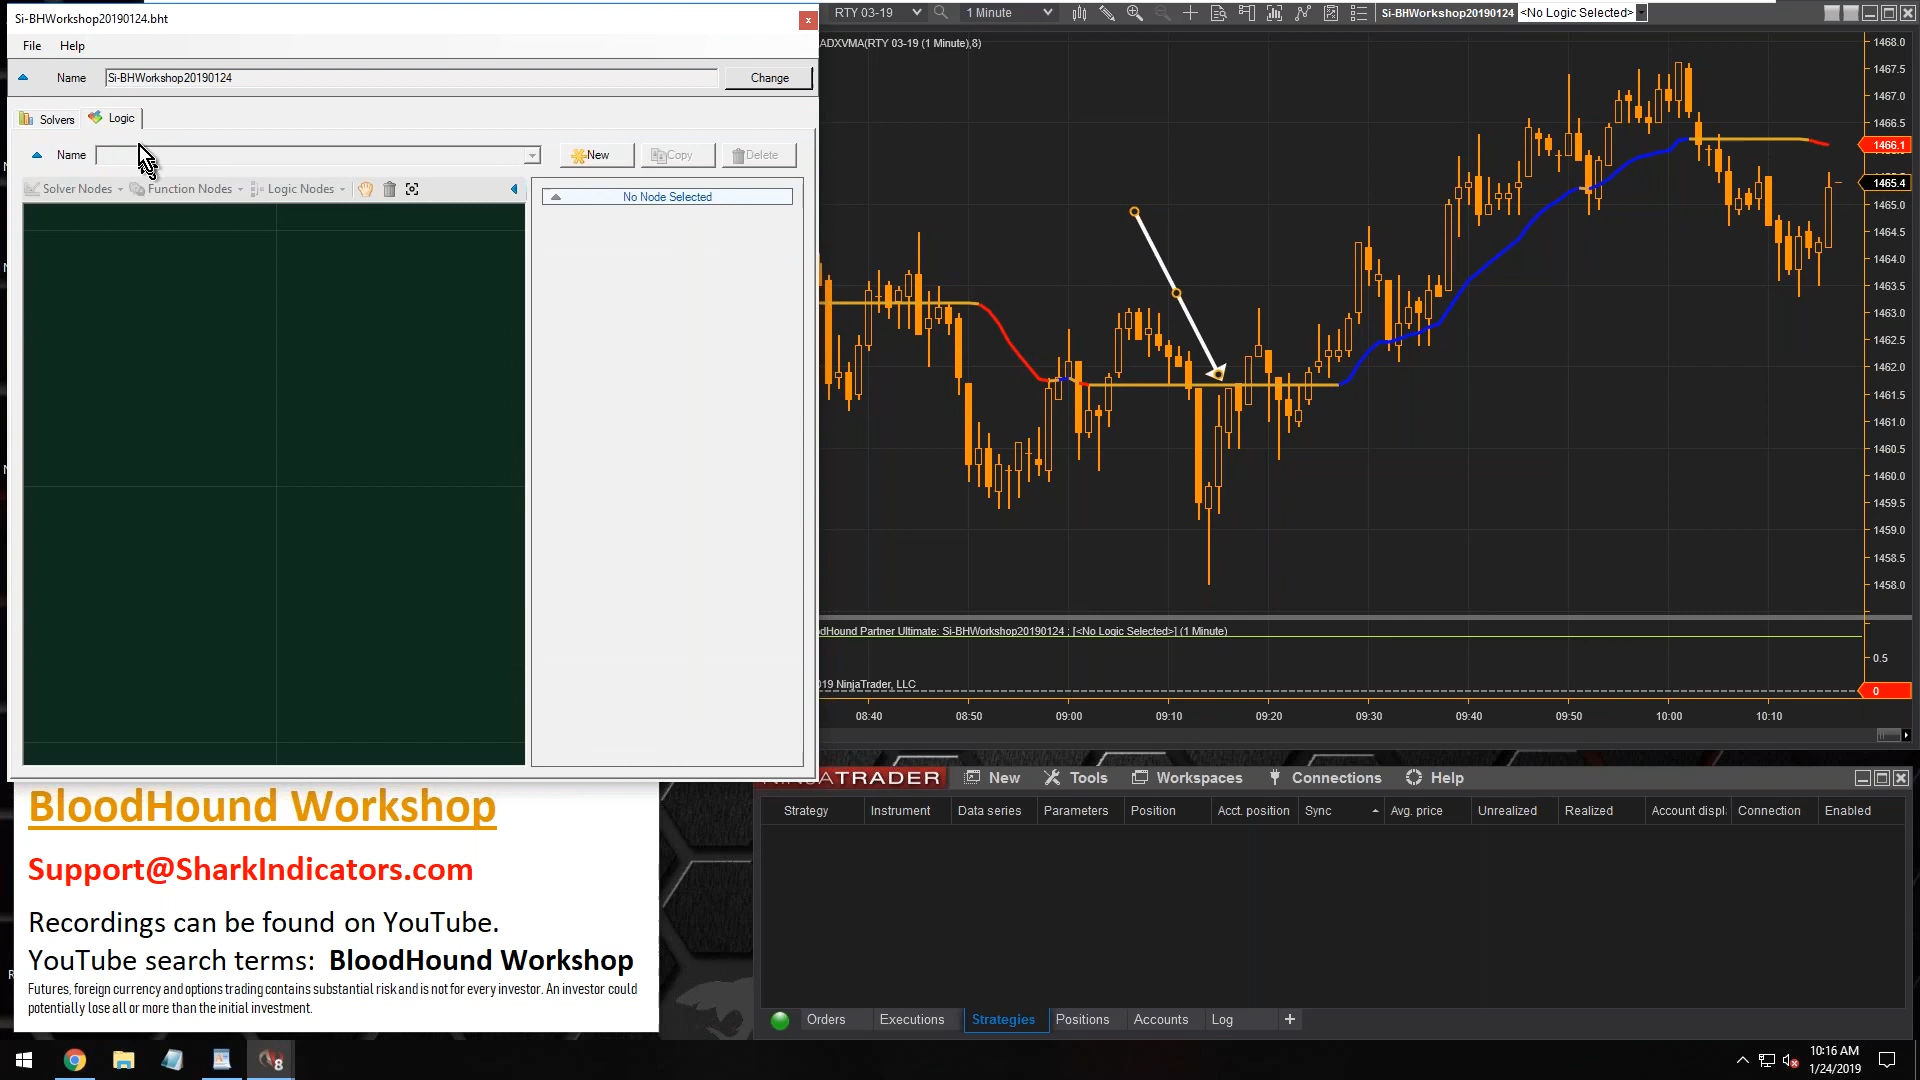 Si-BHWorkshop20190124.bht
File Help
Name Si-BHWorkshop20190124 Change
Solvers Logic
Name New Copy Delete
Solver Nodes Function Nodes Logic Nodes
No Node Selected
RTY 03-19 1 Minute Si-BHWorkshop20190124 <No Logic Selected>
ADXVMA(RTY 03-19 (1 Minute),8)
1468.0
1467.5
1467.0
1466.5
1466.1
1465.4
1465.0
1464.5
1464.0
1463.5
1463.0
1462.5
1462.0
1461.5
1461.0
1460.5
1460.0
1459.5
1459.0
1458.5
1458.0
dHound Partner Ultimate: Si-BHWorkshop20190124 ; [<No Logic Selected>] (1 Minute)
0.5
19 NinjaTrader, LLC
0
08:40 08:50 09:00 09:10 09:20 09:30 09:40 09:50 10:00 10:10
NINJATRADER New Tools Workspaces Connections Help
Strategy Instrument Data series Parameters Position Acct. position Sync Avg. price Unrealized Realized Account displ Connection Enabled
Orders Executions Strategies Positions Accounts Log +
BloodHound Workshop
Support@SharkIndicators.com
Recordings can be found on YouTube.
YouTube search terms: BloodHound Workshop
Futures, foreign currency and options trading contains substantial risk and is not for every investor. An investor could
potentially lose all or more than the initial investment.
8
10:16 AM
1/24/2019